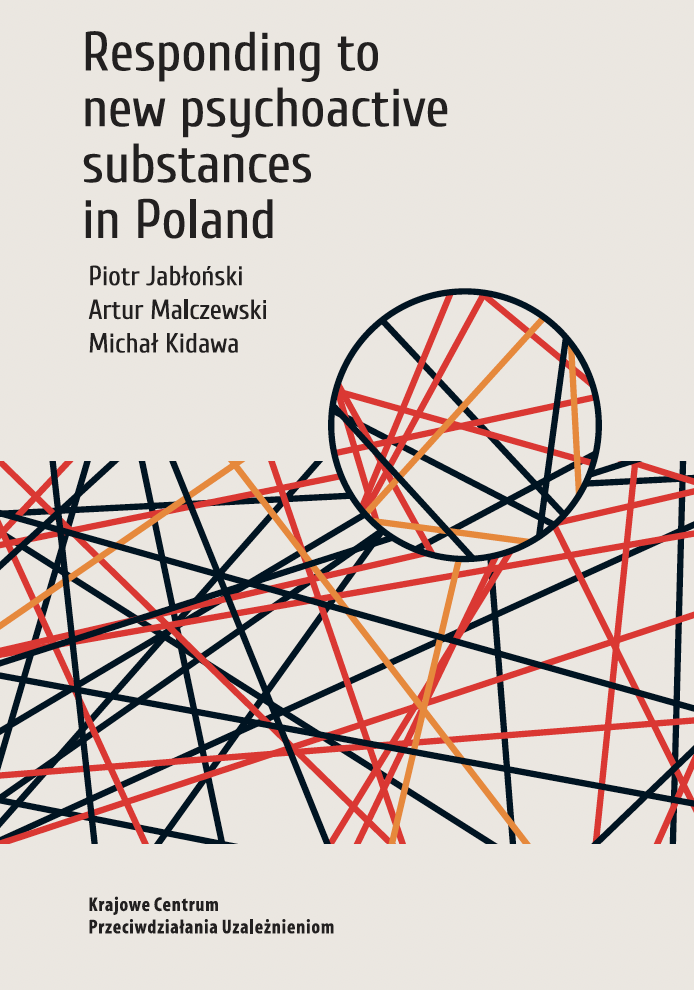 Responding to
new psychoactive
substances
in Poland
Piotr Jabłoński
Artur Malczewski
Michał Kidawa
Krajowe Centrum
Przeciwdziałania Uzależnieniom